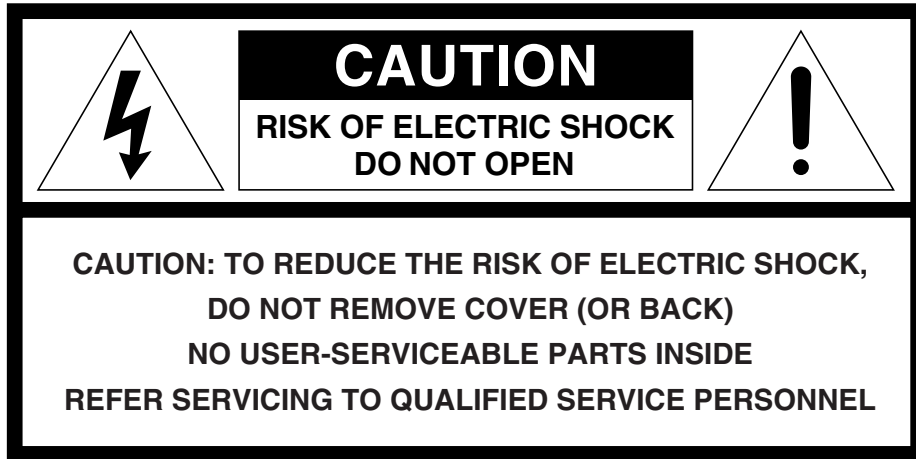 CAUTION
RISK OF ELECTRIC SHOCK
DO NOT OPEN
CAUTION: TO REDUCE THE RISK OF ELECTRIC SHOCK,
DO NOT REMOVE COVER (OR BACK)
NO USER-SERVICEABLE PARTS INSIDE
REFER SERVICING TO QUALIFIED SERVICE PERSONNEL